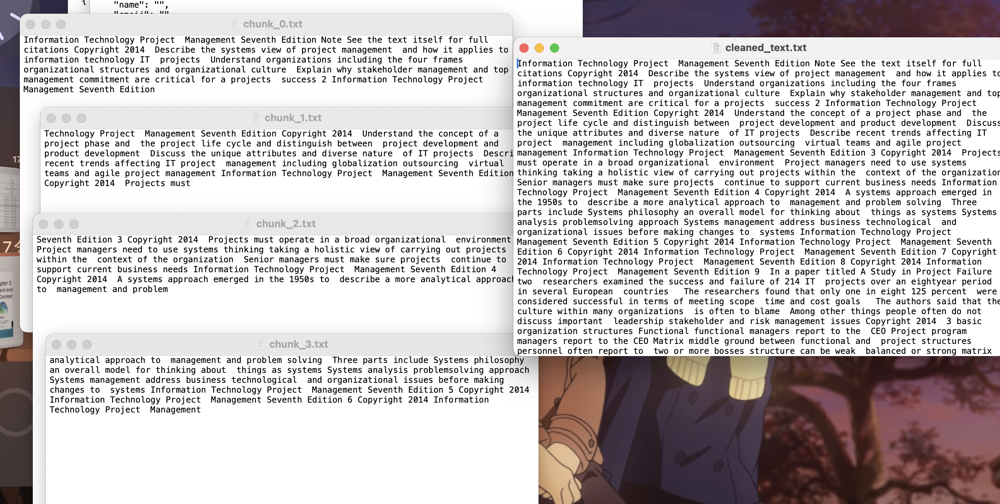 {
"name": "",
chunk_0.txt
Information Technology Project  Management Seventh Edition Note See the text itself for full
citations Copyright 2014  Describe the systems view of project management  and how it applies to
information technology IT  projects  Understand organizations including the four frames
organizational structures and organizational culture  Explain why stakeholder management and top
management commitment are critical for a projects  success 2 Information Technology Project
Management Seventh Edition
chunk_1.txt
Technology Project  Management Seventh Edition Copyright 2014  Understand the concept of a
project phase and  the project life cycle and distinguish between  project development and
product development  Discuss the unique attributes and diverse nature  of IT projects  Descri
recent trends affecting IT project  management including globalization outsourcing  virtual
teams and agile project management Information Technology Project  Management Seventh Edition
Copyright 2014  Projects must
chunk_2.txt
Seventh Edition 3 Copyright 2014  Projects must operate in a broad organizational  environment
Project managers need to use systems thinking taking a holistic view of carrying out projects
within the  context of the organization  Senior managers must make sure projects  continue to
support current business needs Information Technology Project  Management Seventh Edition 4
Copyright 2014  A systems approach emerged in the 1950s to  describe a more analytical approach
to  management and problem
chunk_3.txt
analytical approach to  management and problem solving  Three parts include Systems philosophy
an overall model for thinking about  things as systems Systems analysis problemsolving approach
Systems management address business technological  and organizational issues before making
changes to  systems Information Technology Project  Management Seventh Edition 5 Copyright 2014
Information Technology Project  Management Seventh Edition 6 Copyright 2014 Information
Technology Project  Management
cleaned_text.txt
Information Technology Project  Management Seventh Edition Note See the text itself for full
citations Copyright 2014  Describe the systems view of project management  and how it applies to
information technology IT  projects  Understand organizations including the four frames
organizational structures and organizational culture  Explain why stakeholder management and top
management commitment are critical for a projects  success 2 Information Technology Project
Management Seventh Edition Copyright 2014  Understand the concept of a project phase and  the
project life cycle and distinguish between  project development and product development  Discuss
the unique attributes and diverse nature  of IT projects  Describe recent trends affecting IT
project  management including globalization outsourcing  virtual teams and agile project
management Information Technology Project  Management Seventh Edition 3 Copyright 2014  Projects
must operate in a broad organizational  environment  Project managers need to use systems
thinking taking a holistic view of carrying out projects within the  context of the organization
Senior managers must make sure projects  continue to support current business needs Information
Technology Project  Management Seventh Edition 4 Copyright 2014  A systems approach emerged in
the 1950s to  describe a more analytical approach to  management and problem solving  Three
parts include Systems philosophy an overall model for thinking about  things as systems Systems
analysis problemsolving approach Systems management address business technological  and
organizational issues before making changes to  systems Information Technology Project
Management Seventh Edition 5 Copyright 2014 Information Technology Project  Management Seventh
Edition 6 Copyright 2014 Information Technology Project  Management Seventh Edition 7 Copyright
2014 Information Technology Project  Management Seventh Edition 8 Copyright 2014 Information
Technology Project  Management Seventh Edition 9  In a paper titled A Study in Project Failure
two  researchers examined the success and failure of 214 IT  projects over an eightyear period
in several European  countries   The researchers found that only one in eight 125 percent  were
considered successful in terms of meeting scope  time and cost goals   The authors said that the
culture within many organizations  is often to blame  Among other things people often do not
discuss important  leadership stakeholder and risk management issues Copyright 2014  3 basic
organization structures Functional functional managers report to the  CEO Project program
managers report to the CEO Matrix middle ground between functional and  project structures
personnel often report to  two or more bosses structure can be weak  balanced or strong matrix
17
pter 2:
ent and
Context